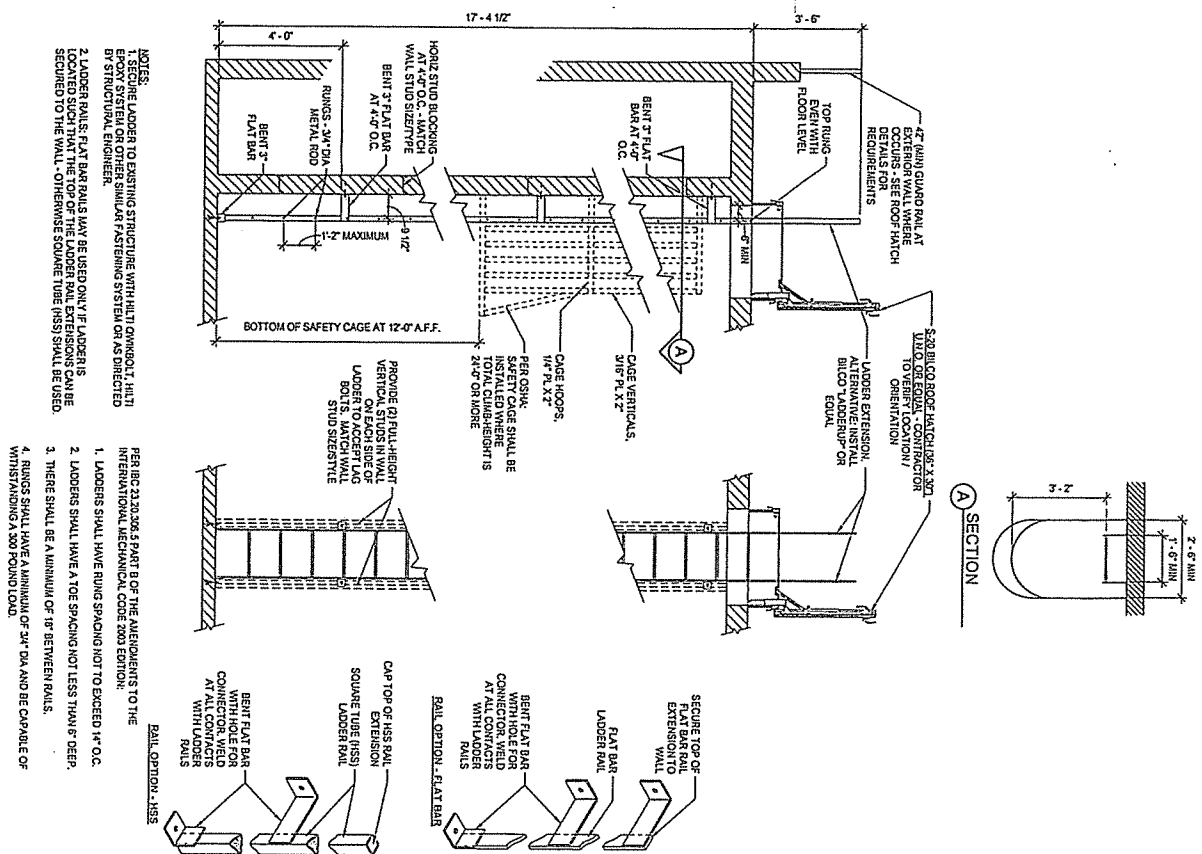 17' - 4 1/2"
3' - 6"
4' - 0"
HORIZ STUD BLOCKING
AT 4'-0" O.C. - MATCH
WALL STUD SIZE/TYPE
BENT 3" FLAT BAR
AT 4'-0" O.C.
RUNGS - 3/4" DIA
METAL ROD
BENT 3"
FLAT BAR
BENT 3" FLAT
BAR AT 4'-0"
O.C.
TOP RUNG
EVEN WITH
FLOOR LEVEL
42" (MIN) GUARD RAIL AT
EXTERIOR WALL WHERE
OCCURS - SEE ROOF HATCH
DETAILS FOR
REQUIREMENTS
9 1/2"
1'-2" MAXIMUM
6" MIN
A
BOTTOM OF SAFETY CAGE AT 12'-0" A.F.F.
PER OSHA:
SAFETY CAGE SHALL BE
INSTALLED WHERE
TOTAL CLIMB-HEIGHT IS
24'-0" OR MORE
CAGE HOOPS,
1/4" PL X 2"
CAGE VERTICALS,
3/16" PL X 2"
LADDER EXTENSION.
ALTERNATIVE: INSTALL
BILCO "LADDERUP" OR
EQUAL
S-20 BILCO ROOF HATCH (36" X 30")
U.N.O. OR EQUAL - CONTRACTOR
TO VERIFY LOCATION /
ORIENTATION
PROVIDE (2) FULL-HEIGHT
VERTICAL STUDS IN WALL
ON EACH SIDE OF
LADDER TO ACCEPT LAG
BOLTS. MATCH WALL
STUD SIZE/STYLE
3' - 2"
2' - 6" MIN
1' - 6" MIN
A
SECTION
NOTES:
1. SECURE LADDER TO EXISTING STRUCTURE WITH HILTI QWIKBOLT, HILTI
EPOXY SYSTEM OR OTHER SIMILAR FASTENING SYSTEM OR AS DIRECTED
BY STRUCTURAL ENGINEER.
2. LADDER RAILS: FLAT BAR RAILS MAY BE USED ONLY IF LADDER IS
LOCATED SUCH THAT THE TOP OF THE LADDER RAIL EXTENSIONS CAN BE
SECURED TO THE WALL - OTHERWISE SQUARE TUBE (HSS) SHALL BE USED.
PER IBC 23.20.306.5 PART B OF THE AMENDMENTS TO THE
INTERNATIONAL MECHANICAL CODE 2003 EDITION:
1. LADDERS SHALL HAVE RUNG SPACING NOT TO EXCEED 14" O.C.
2. LADDERS SHALL HAVE A TOE SPACING NOT LESS THAN 6" DEEP.
3. THERE SHALL BE A MINIMUM OF 18" BETWEEN RAILS.
4. RUNGS SHALL HAVE A MINIMUM OF 3/4" DIA AND BE CAPABLE OF
WITHSTANDING A 300 POUND LOAD.
CAP TOP OF HSS RAIL
EXTENSION
SQUARE TUBE (HSS)
LADDER RAIL
BENT FLAT BAR
WITH HOLE FOR
CONNECTOR. WELD
AT ALL CONTACTS
WITH LADDER
RAILS
RAIL OPTION - HSS
SECURE TOP OF
FLAT BAR RAIL
EXTENSION TO
WALL
FLAT BAR
LADDER RAIL
BENT FLAT BAR
WITH HOLE FOR
CONNECTOR. WELD
AT ALL CONTACTS
WITH LADDER
RAILS
RAIL OPTION - FLAT BAR